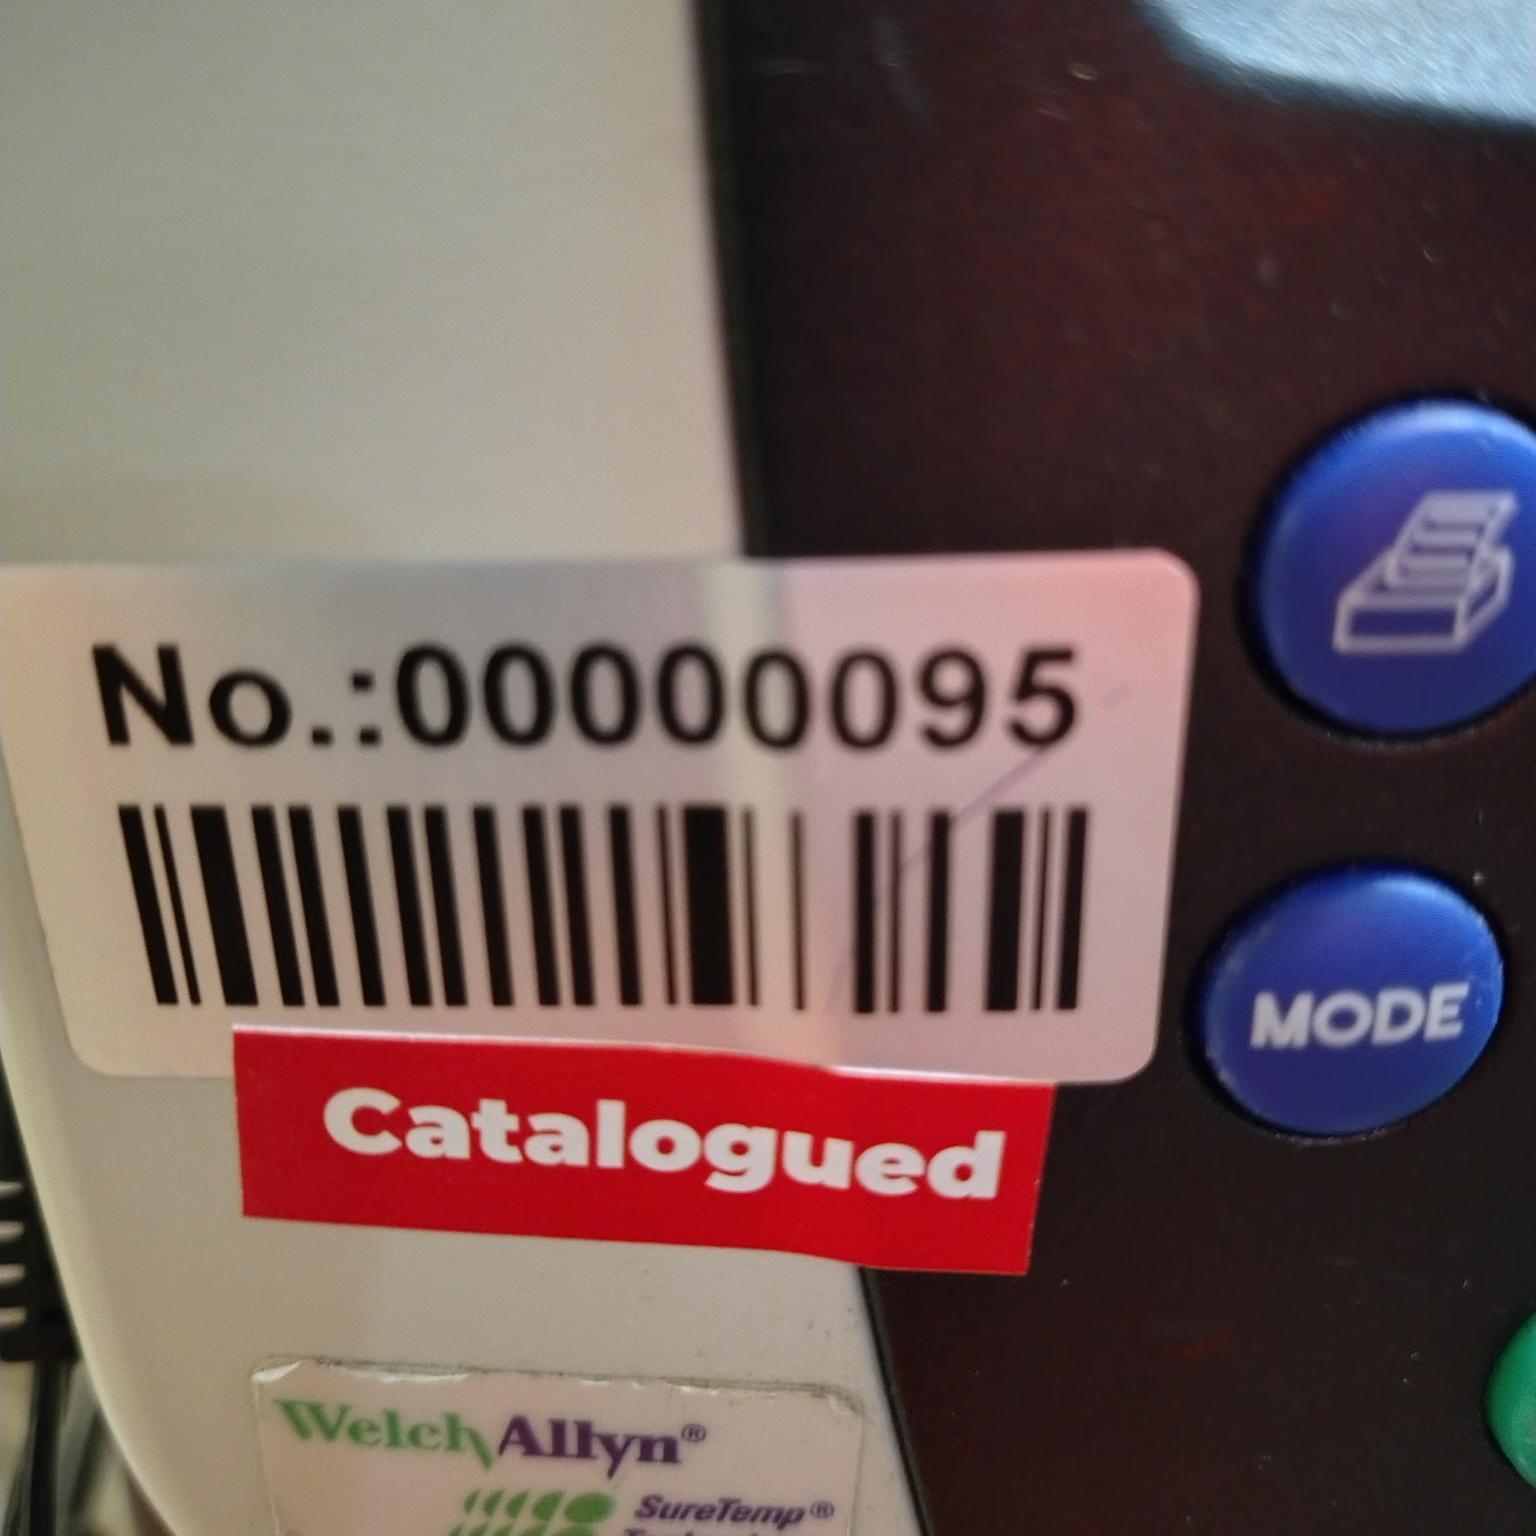 No.:00000095
MODE
Catalogued
WelchAllyn®
SureTemp®